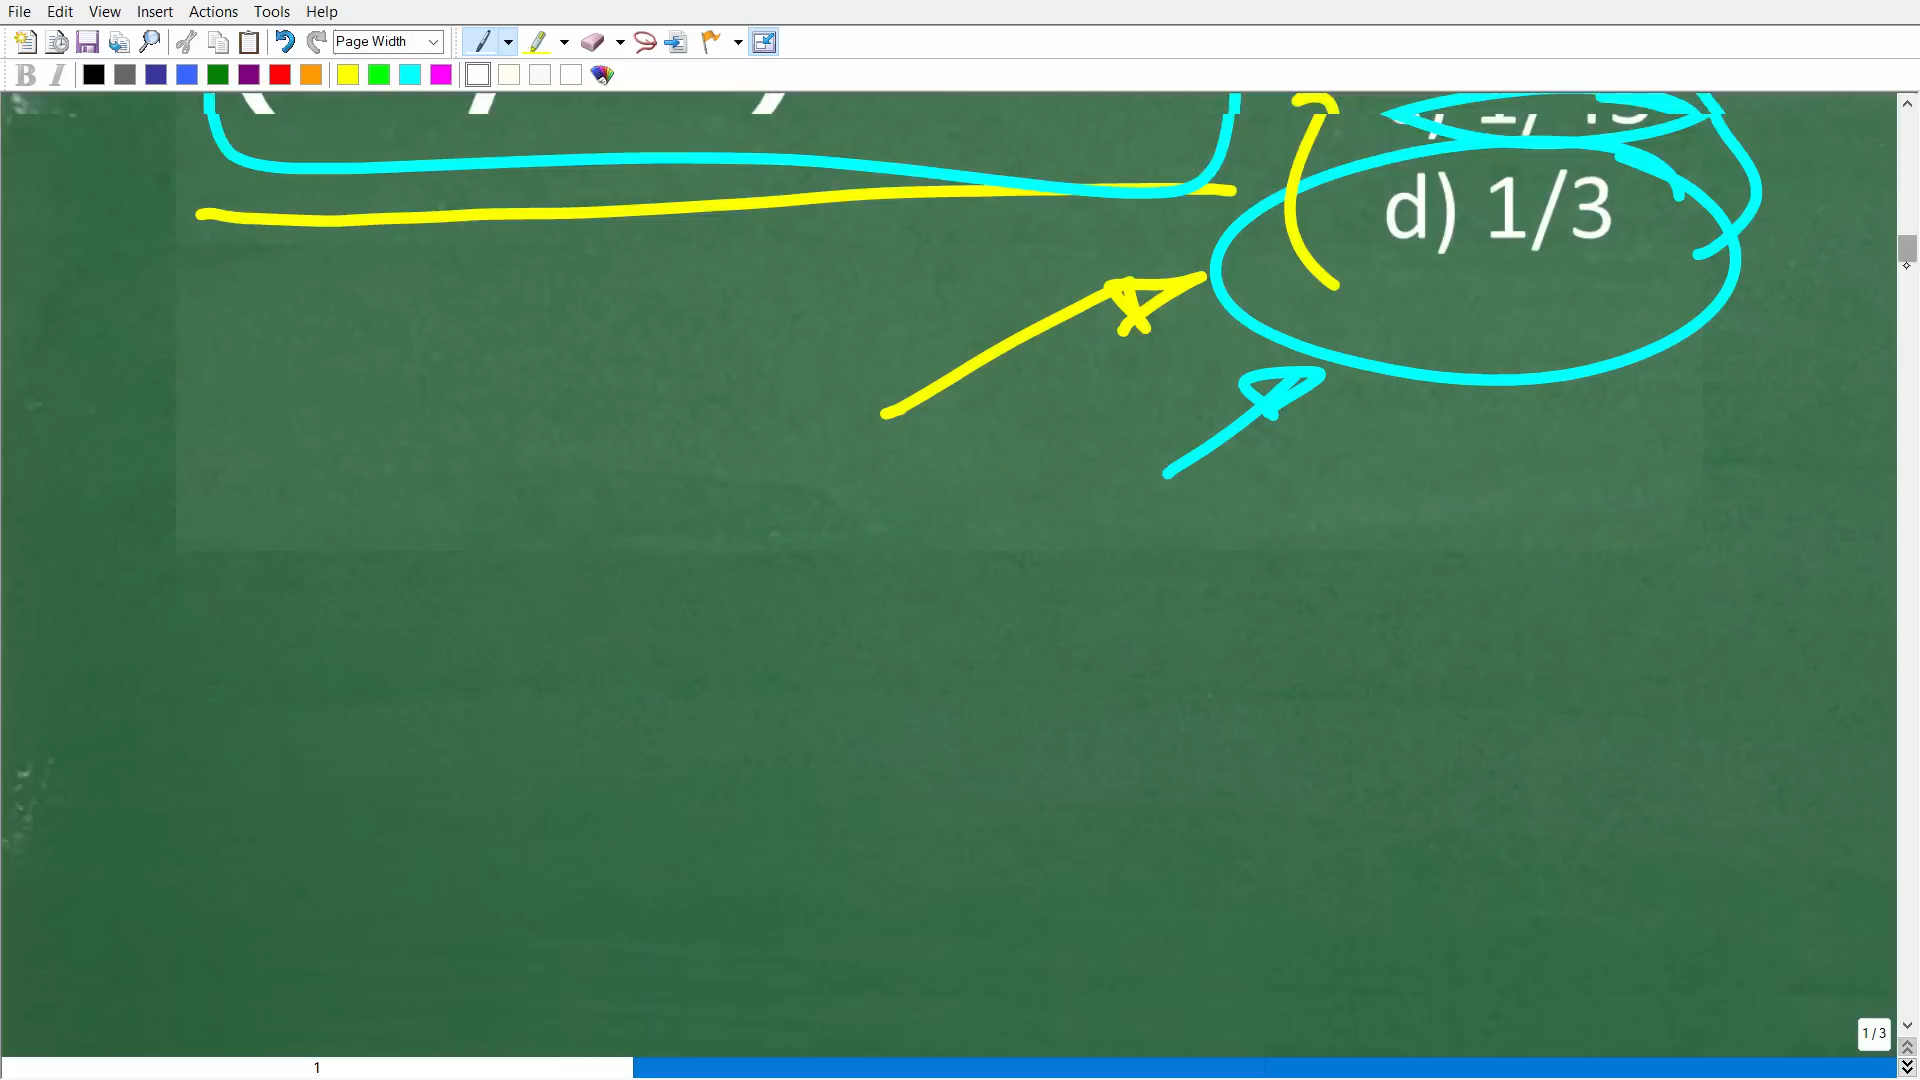 File Edit View Insert Actions Tools Help
Page Width
B I
d) 1/3
1 / 3
1